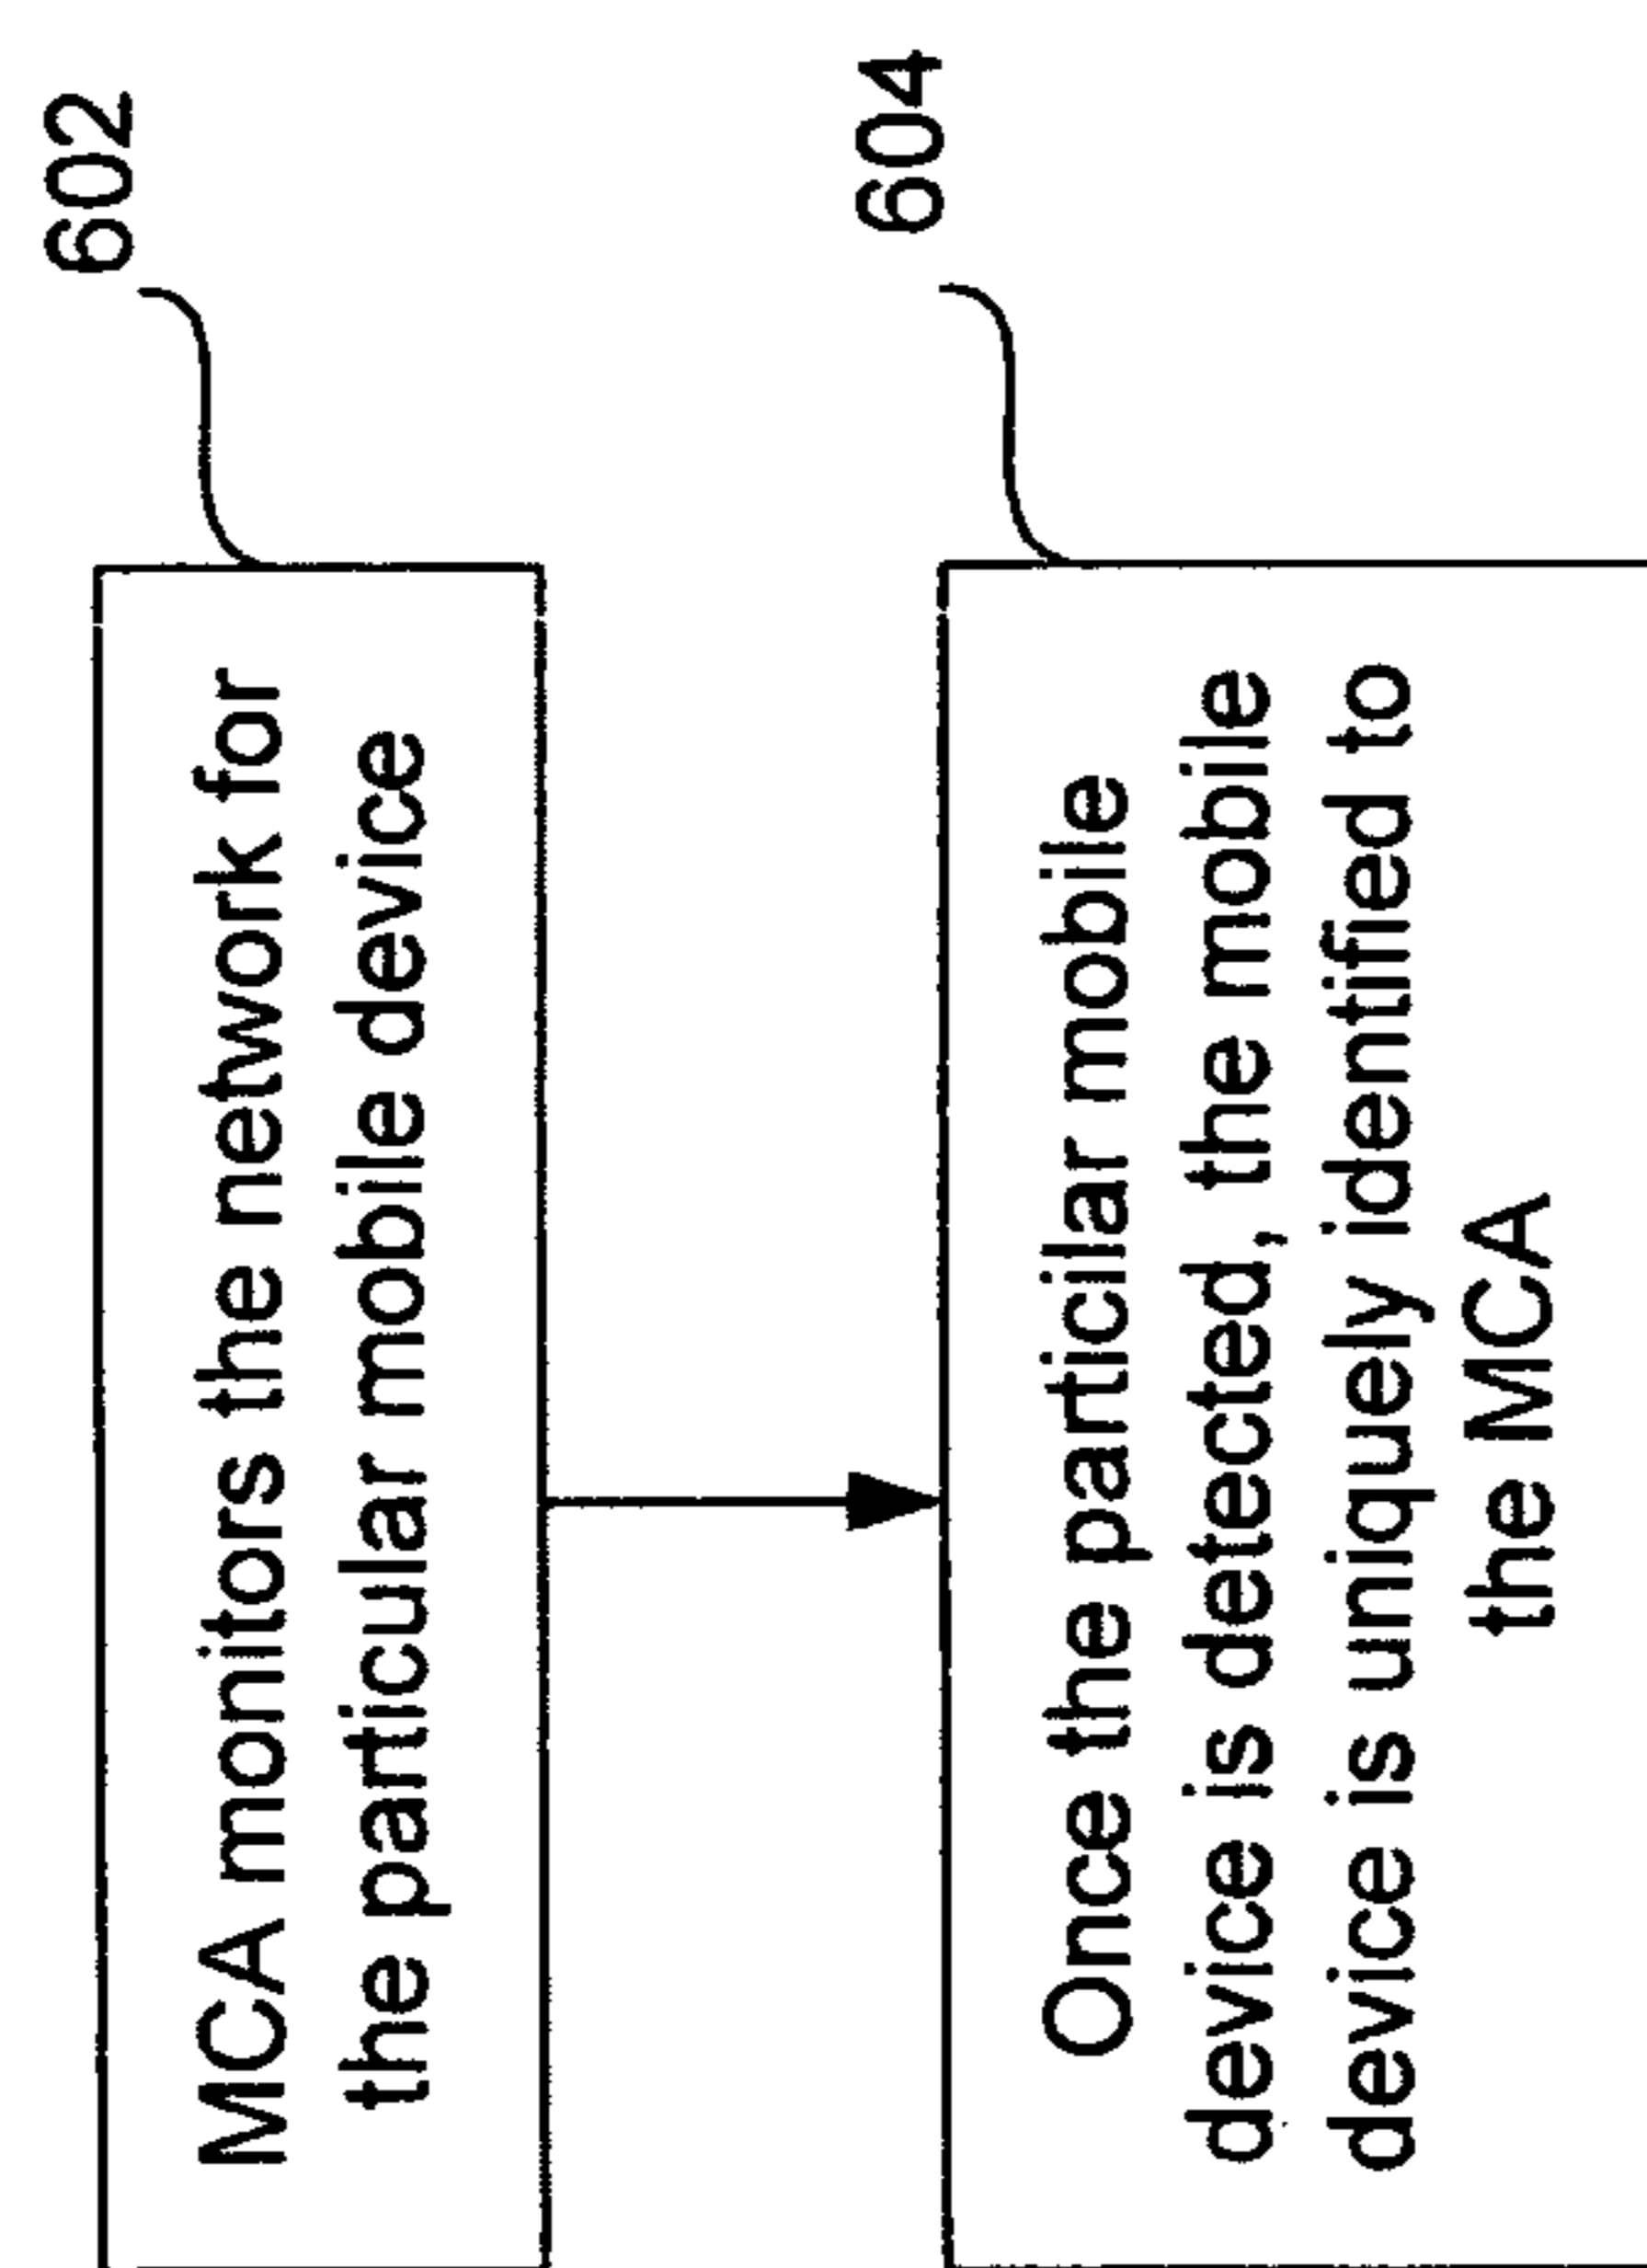 602
MCA monitors the network for
the particular mobile device
604
Once the particilar mobile
device is detected, the mobile
device is uniquely identified to
the MCA